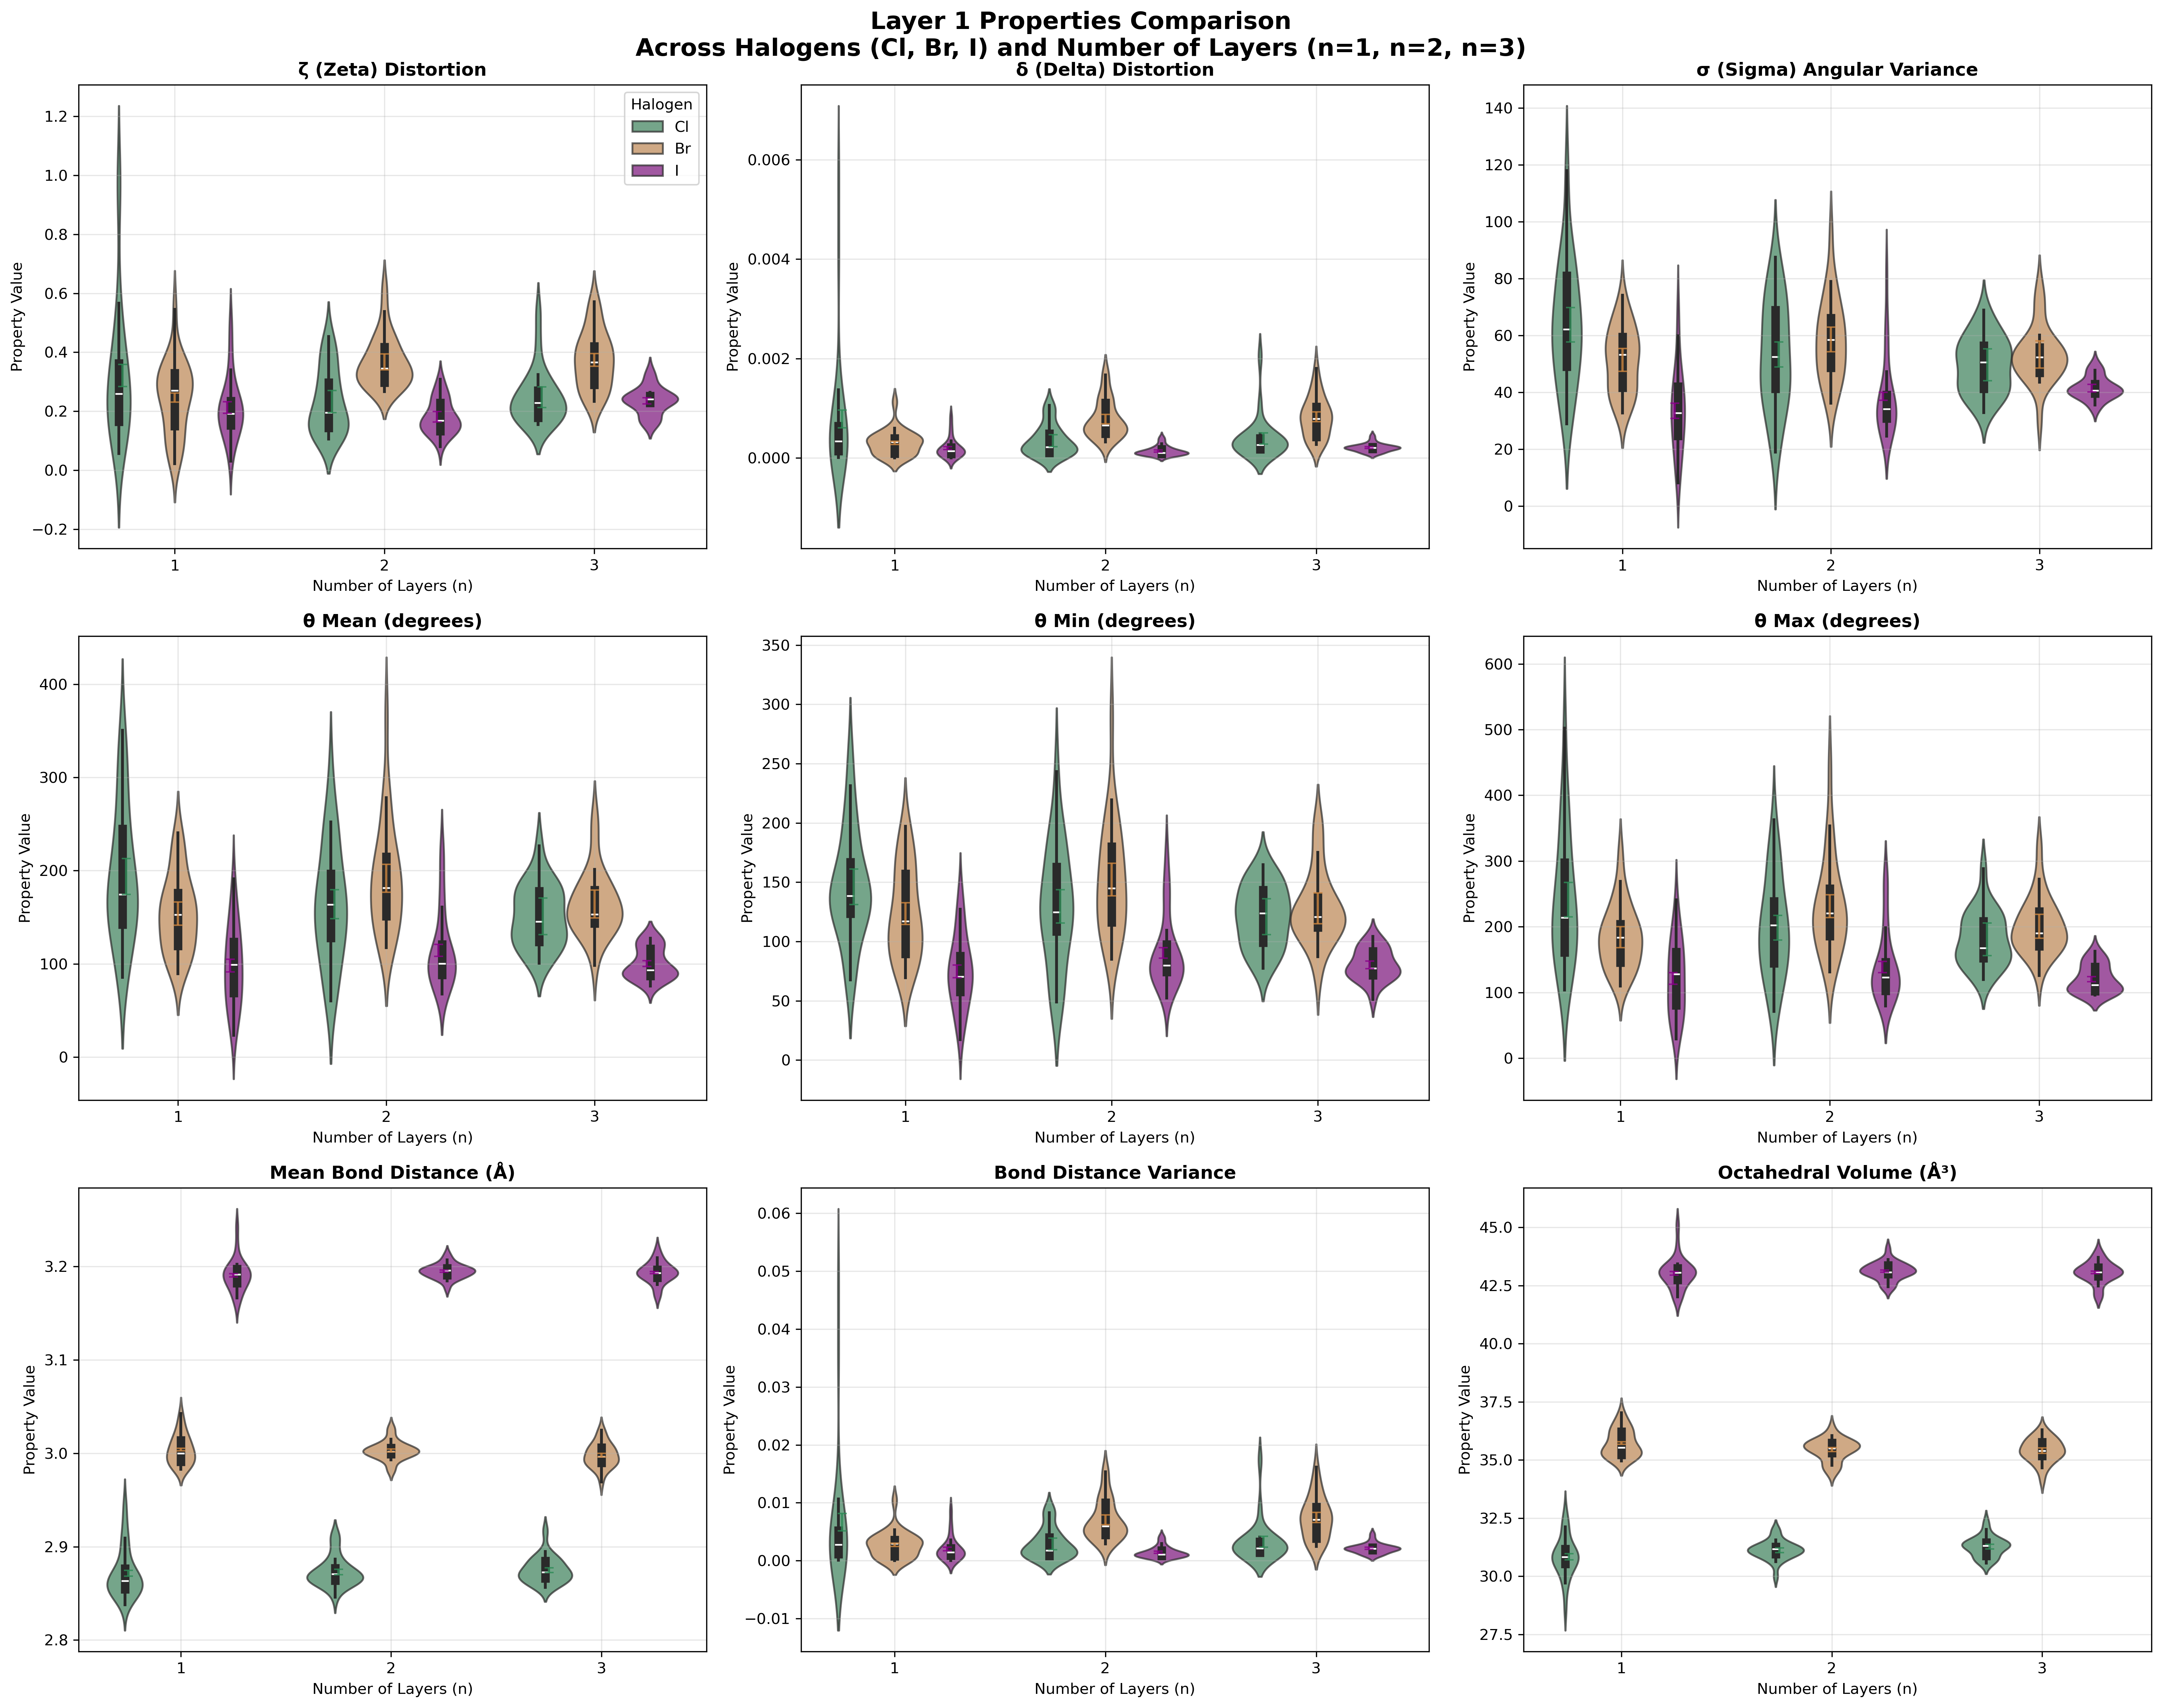 Layer 1 Properties Comparison
Across Halogens (Cl, Br, I) and Number of Layers (n=1, n=2, n=3)
ζ (Zeta) Distortion
Property Value
1.2
1.0
0.8
0.6
0.4
0.2
0.0
−0.2
Halogen
Cl
Br
I
1 2 3
Number of Layers (n)
δ (Delta) Distortion
Property Value
0.006
0.004
0.002
0.000
1 2 3
Number of Layers (n)
σ (Sigma) Angular Variance
Property Value
140
120
100
80
60
40
20
0
1 2 3
Number of Layers (n)
θ Mean (degrees)
Property Value
400
300
200
100
0
1 2 3
Number of Layers (n)
θ Min (degrees)
Property Value
350
300
250
200
150
100
50
0
1 2 3
Number of Layers (n)
θ Max (degrees)
Property Value
600
500
400
300
200
100
0
1 2 3
Number of Layers (n)
Mean Bond Distance (Å)
Property Value
3.2
3.1
3.0
2.9
2.8
1 2 3
Number of Layers (n)
Bond Distance Variance
Property Value
0.06
0.05
0.04
0.03
0.02
0.01
0.00
−0.01
1 2 3
Number of Layers (n)
Octahedral Volume (Å³)
Property Value
45.0
42.5
40.0
37.5
35.0
32.5
30.0
27.5
1 2 3
Number of Layers (n)